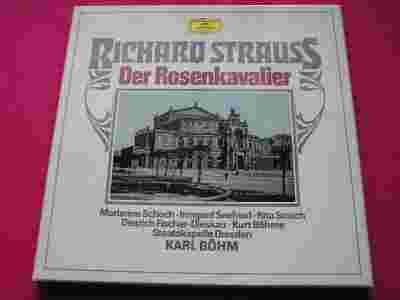 RICHARD STRAUSS
Der Rosenkavalier
Marianne Schech · Irmgard Seefried · Rita Streich
Dietrich Fischer-Dieskau · Kurt Böhme
Staatskapelle Dresden
KARL BÖHM